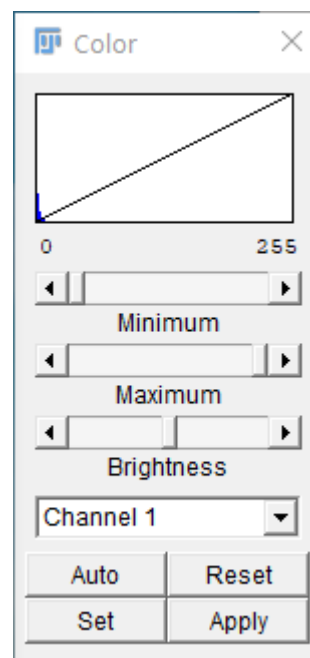 Color
0 255
Minimum
Maximum
Brightness
Channel 1
Auto Reset
Set Apply